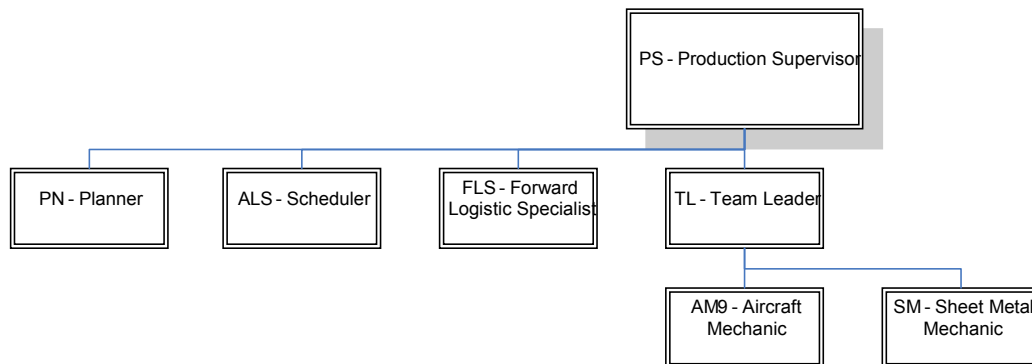 PS - Production Supervisor
PN - Planner
ALS - Scheduler
FLS - Forward
Logistic Specialist
TL - Team Leader
AM9 - Aircraft
Mechanic
SM - Sheet Metal
Mechanic